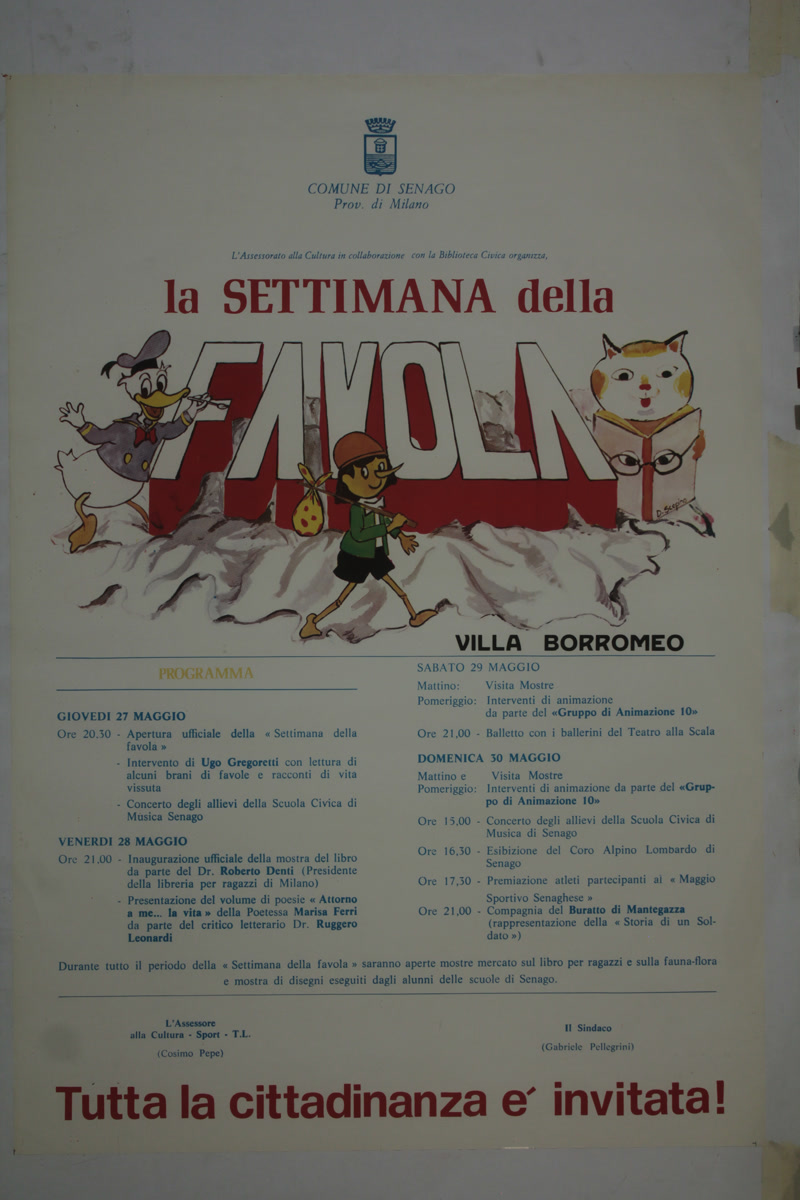 COMUNE DI SENAGO
Prov. di Milano
L'Assessorato alla Cultura in collaborazione con la Biblioteca Civica organizza,
la SETTIMANA della
FAVOLA
VILLA BORROMEO
PROGRAMMA
GIOVEDI 27 MAGGIO
Ore 20.30 - Apertura ufficiale della « Settimana della
favola »
- Intervento di Ugo Gregoretti con lettura di
alcuni brani di favole e racconti di vita
vissuta
- Concerto degli allievi della Scuola Civica di
Musica Senago
VENERDI 28 MAGGIO
Ore 21,00 - Inaugurazione ufficiale della mostra del libro
da parte del Dr. Roberto Denti (Presidente
della libreria per ragazzi di Milano)
- Presentazione del volume di poesie « Attorno
a me... la vita » della Poetessa Marisa Ferri
da parte del critico letterario Dr. Ruggero
Leonardi
SABATO 29 MAGGIO
Mattino: Visita Mostre
Pomeriggio: Interventi di animazione
da parte del «Gruppo di Animazione 10»
Ore 21,00 - Balletto con i ballerini del Teatro alla Scala
DOMENICA 30 MAGGIO
Mattino e Visita Mostre
Pomeriggio: Interventi di animazione da parte del «Grup-
po di Animazione 10»
Ore 15,00 - Concerto degli allievi della Scuola Civica di
Musica di Senago
Ore 16,30 - Esibizione del Coro Alpino Lombardo di
Senago
Ore 17,30 - Premiazione atleti partecipanti al « Maggio
Sportivo Senaghese »
Ore 21,00 - Compagnia del Buratto di Mantegazza
(rappresentazione della « Storia di un Sol-
dato »)
Durante tutto il periodo della « Settimana della favola » saranno aperte mostre mercato sul libro per ragazzi e sulla fauna-flora
e mostra di disegni eseguiti dagli alunni delle scuole di Senago.
L'Assessore
alla Cultura - Sport - T.L.
(Cosimo Pepe)
Il Sindaco
(Gabriele Pellegrini)
Tutta la cittadinanza e' invitata!